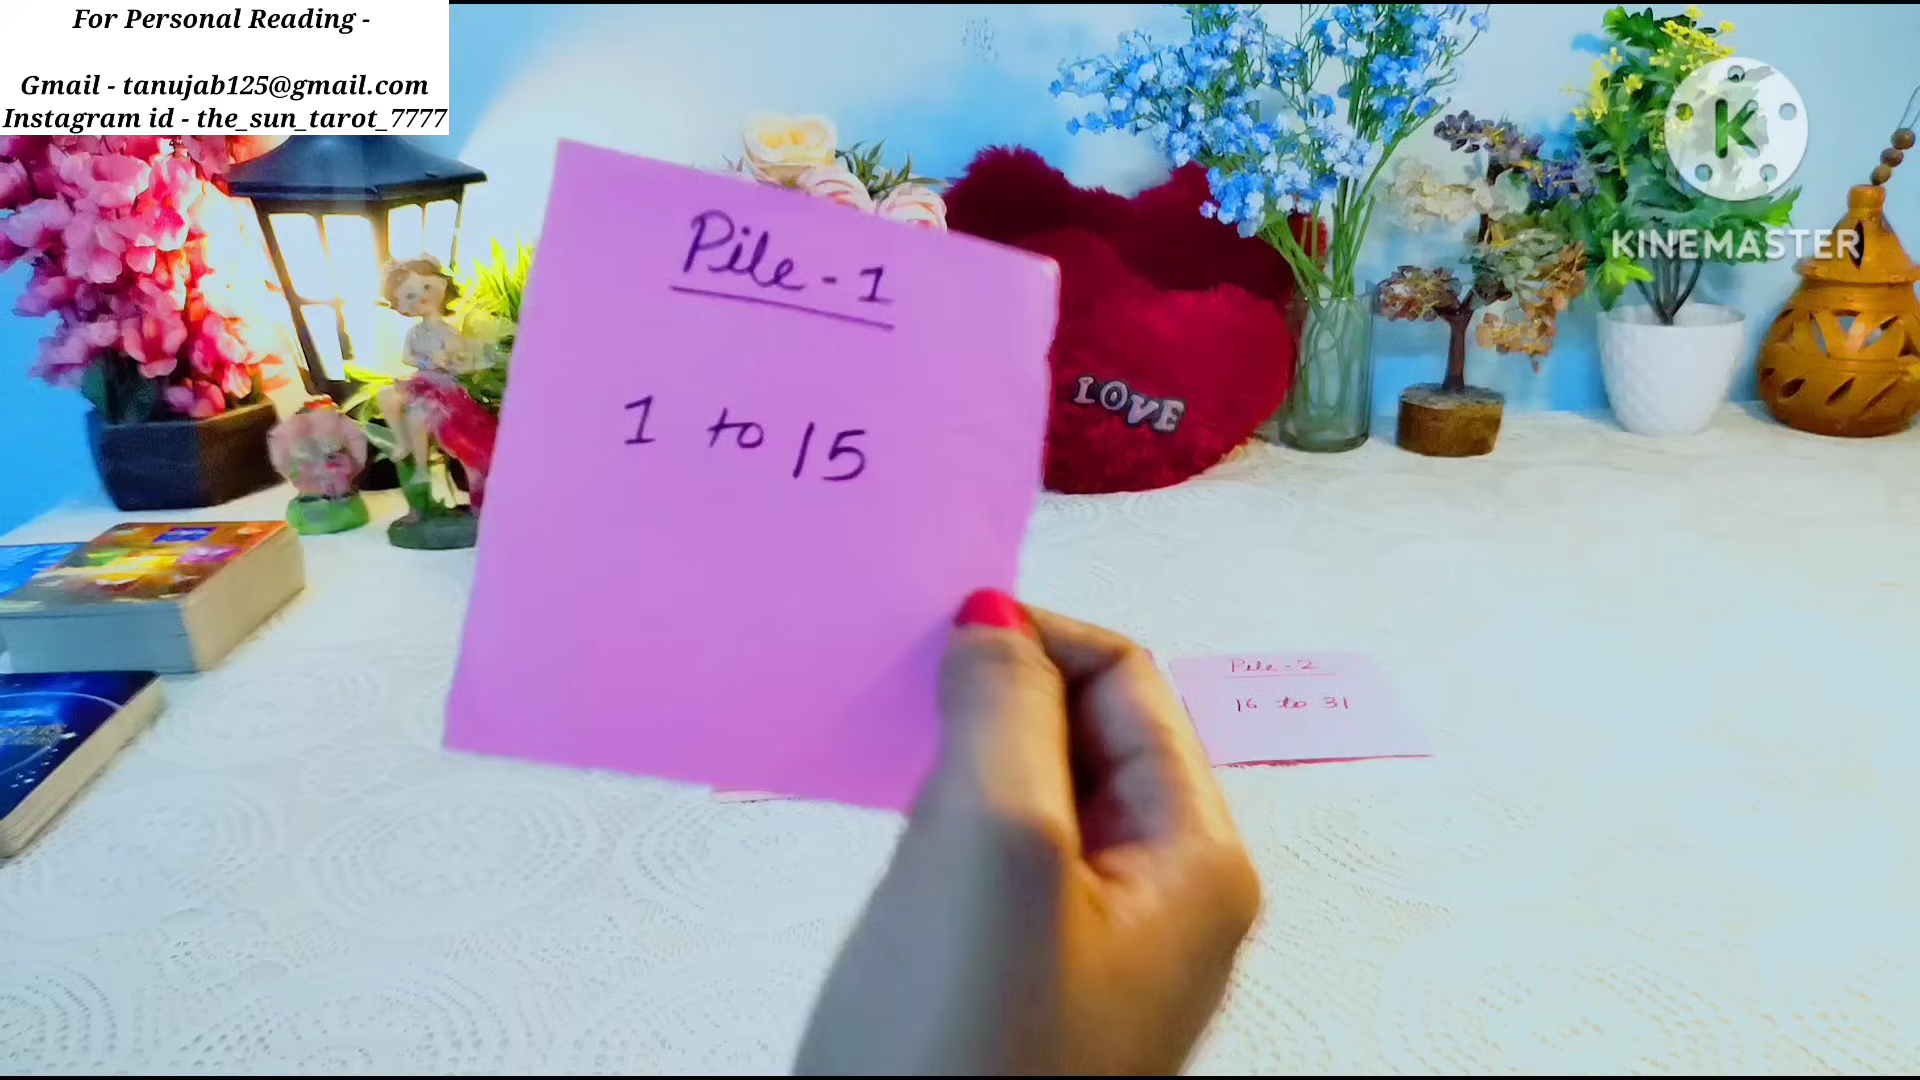 For Personal Reading -
Gmail - tanujab125@gmail.com
Instagram id - the_sun_tarot_7777
K
KINEMASTER
Pile - 1
1 to 15
LOVE
Pile - 2
16 to 31